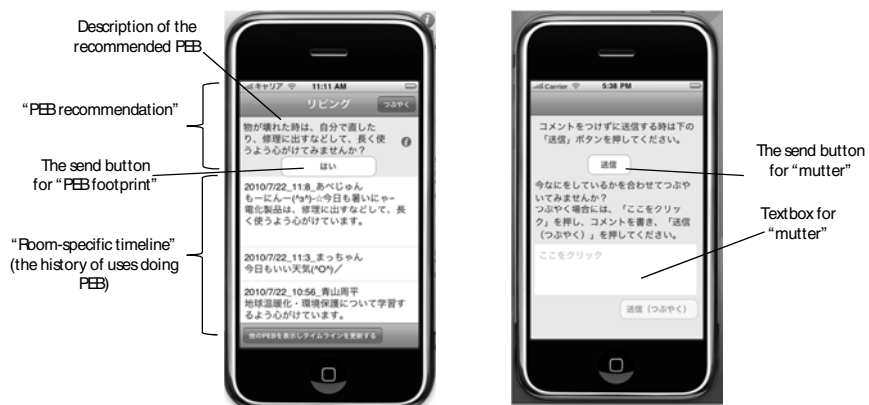 Description of the
recommended PEB
"PEB recommendation"
The send button
for "PEB footprint"
"Room-specific timeline"
(the history of uses doing
PEB)
キャリア
11:11 AM
リビング
つぶやく
物が壊れた時は、自分で直した
り、修理に出すなどして、長く使
うよう心がけてみませんか？
はい
2010/7/22_11:8_あべじゅん
もーにんー(^з^)-☆今日も暑いにゃー
電化製品は、修理に出すなどして、長
く使うよう心がけています。
2010/7/22_11:3_まっちゃん
今日もいい天気(^O^)／
2010/7/22_10:56_青山周平
地球温暖化・環境保護について学習す
るよう心がけています。
他のPEBを表示しタイムラインを更新する
Carrier
5:38 PM
コメントをつけずに送信する時は下の
「送信」ボタンを押してください。
送信
今なにをしているかを合わせてつぶや
いてみませんか？
つぶやく場合には、「ここをクリッ
ク」を押し、コメントを書き、「送信
（つぶやく）」を押してください。
ここをクリック
送信（つぶやく）
The send button
for "mutter"
Textbox for
"mutter"